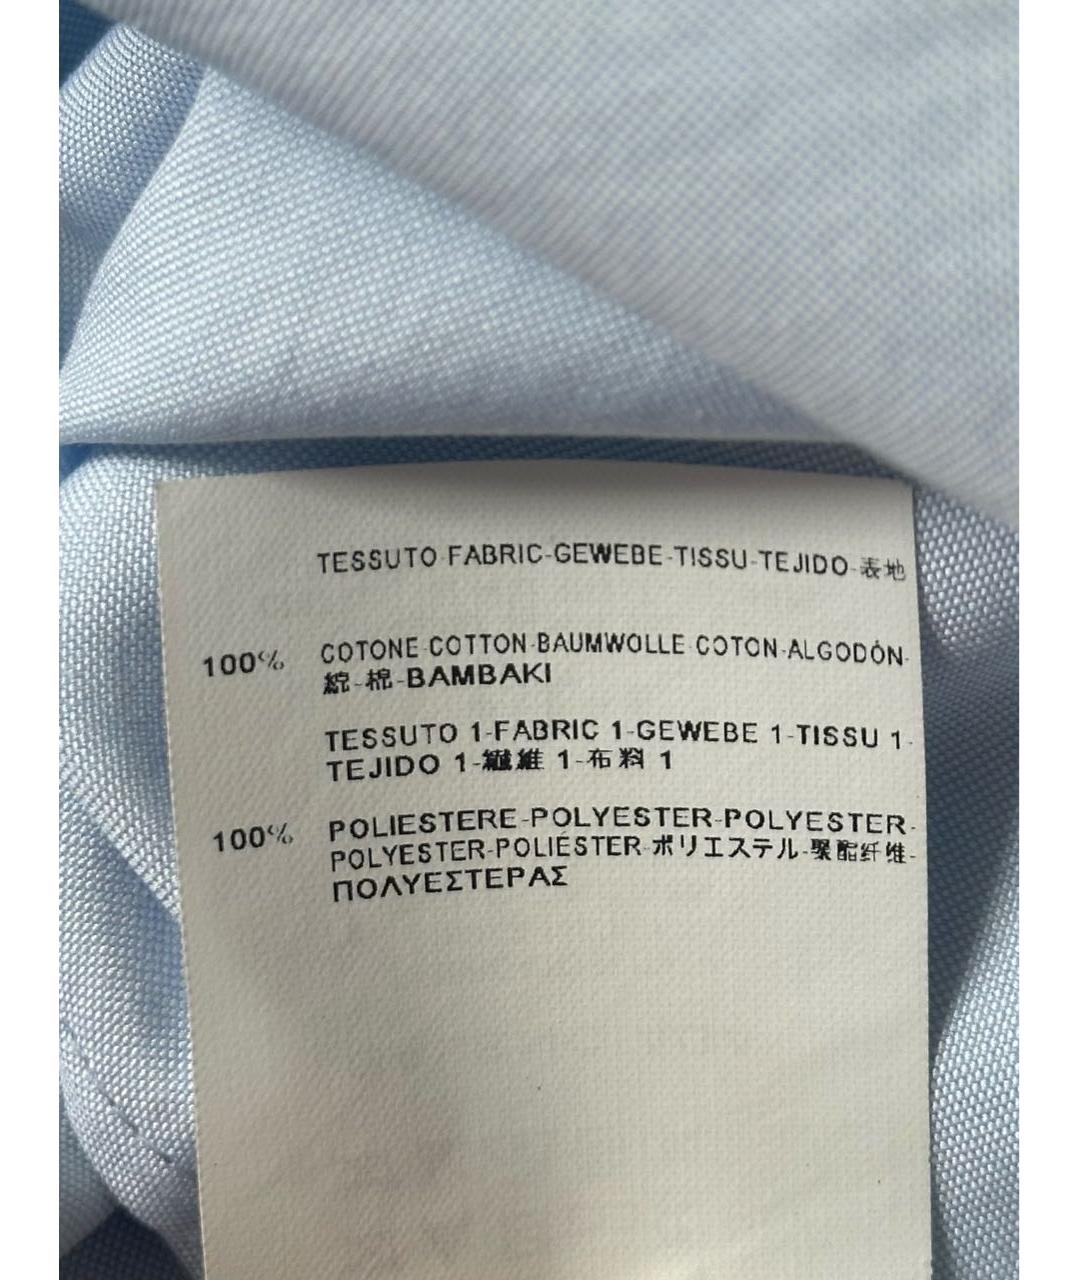 TESSUTO-FABRIC-GEWEBE-TISSU-TEJIDO-表地
100% COTONE-COTTON-BAUMWOLLE-COTON-ALGODÓN-
綿-棉-BAMBAKI
TESSUTO 1-FABRIC 1-GEWEBE 1-TISSU 1-
TEJIDO 1-繊維 1-布料 1
100% POLIESTERE-POLYESTER-POLYESTER-
POLYESTER-POLIÉSTER-ポリエステル-聚酯纤维-
ΠΟΛΥΕΣΤΕΡΑΣ